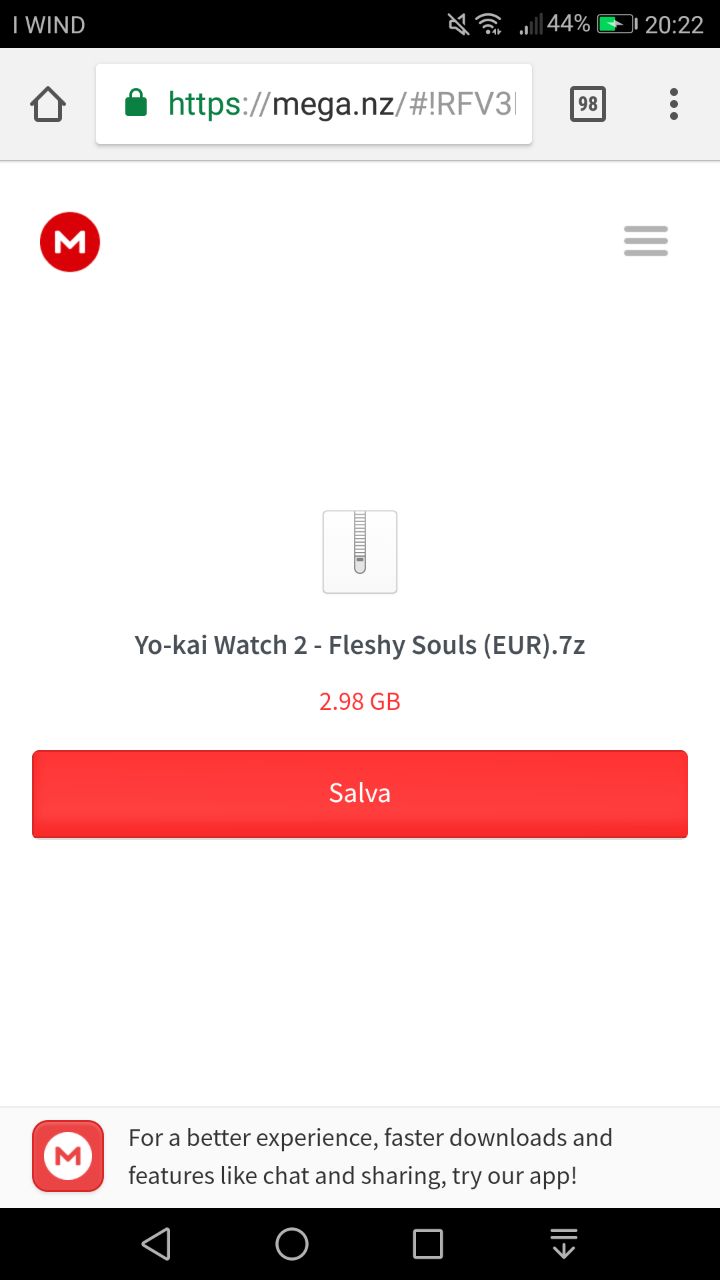 I WIND 44% 20:22
https://mega.nz/#!RFV3 98
M
Yo-kai Watch 2 - Fleshy Souls (EUR).7z
2.98 GB
Salva
M
For a better experience, faster downloads and
features like chat and sharing, try our app!